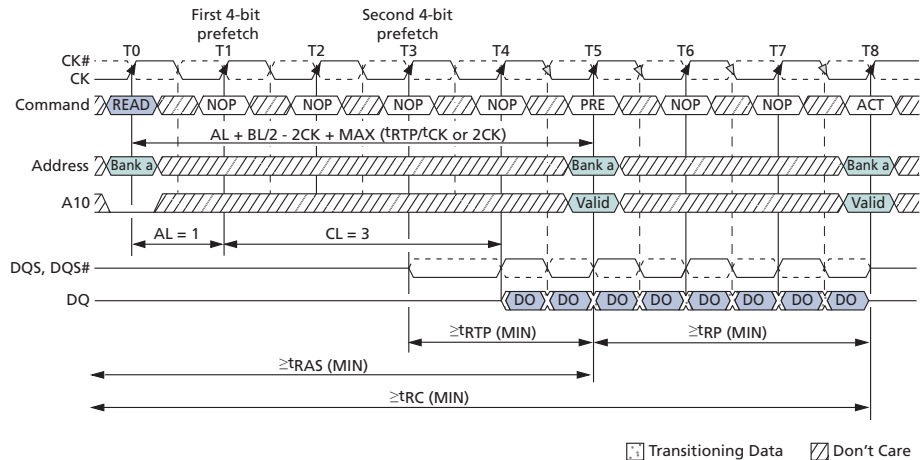 First 4-bit prefetch Second 4-bit prefetch
T0 T1 T2 T3 T4 T5 T6 T7 T8
CK#
CK
Command READ NOP NOP NOP NOP PRE NOP NOP ACT
AL + BL/2 - 2CK + MAX (tRTP/tCK or 2CK)
Address Bank a Bank a Bank a
A10 Valid Valid
AL = 1 CL = 3
DQS, DQS#
DQ DO DO DO DO DO DO DO DO
≥tRTP (MIN) ≥tRP (MIN)
≥tRAS (MIN)
≥tRC (MIN)
Transitioning Data Don't Care